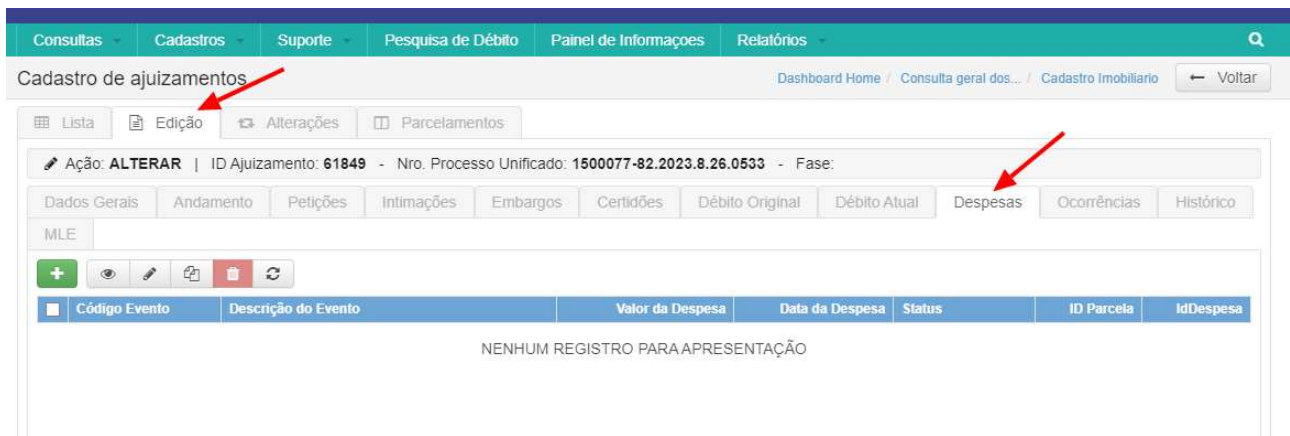 Consultas Cadastros Suporte Pesquisa de Débito Painel de Informaçoes Relatórios
Cadastro de ajuizamentos Dashboard Home / Consulta geral dos... / Cadastro Imobiliario ← Voltar
Lista Edição Alterações Parcelamentos
Ação: ALTERAR | ID Ajuizamento: 61849 - Nro. Processo Unificado: 1500077-82.2023.8.26.0533 - Fase:
Dados Gerais Andamento Petições Intimações Embargos Certidões Débito Original Débito Atual Despesas Ocorrências Histórico
MLE
Código Evento Descrição do Evento Valor da Despesa Data da Despesa Status ID Parcela IdDespesa
NENHUM REGISTRO PARA APRESENTAÇÃO